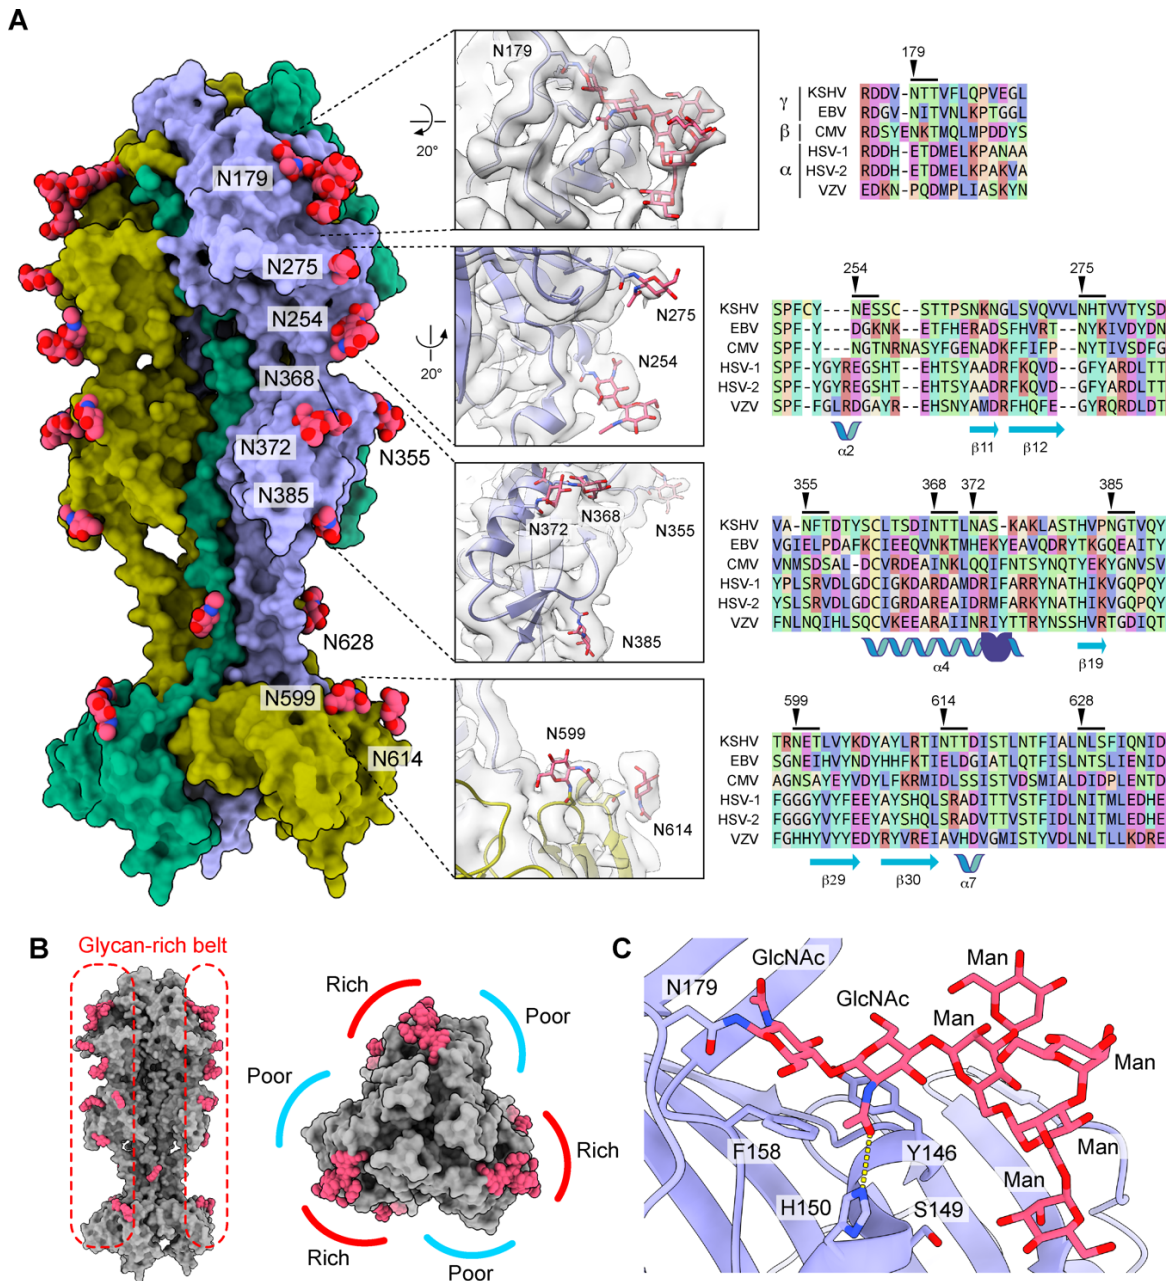 A
N179
N275
N254
N368
N372
N355
N385
N628
N599
N614
20°
20°
N179
N275
N254
N372
N368
N355
N385
N599
N614
179
γ
β
α
KSHV RDDV-NTTVFLQPVEGL
EBV RDGV-NITVNLKPTGGL
CMV RDSYENKTMQLMPDDYS
HSV-1 RDDH-ETDMELKPANAA
HSV-2 RDDH-ETDMELKPAKVA
VZV EDKN-PQDMPLIASKYN
254 275
KSHV SPFCY---NESSC--STTPSNKNGLSVQVVLNHTVVTYSD
EBV SPF-Y---DGKNK--ETFHERADSFHVRT--NYKIVDYDN
CMV SPF-Y---NGTNRNASYFGENADKFFIFP--NYTIVSDFG
HSV-1 SPF-YGYREGSHT--EHTSYAADRFKQVD--GFYARDLTT
HSV-2 SPF-YGYREGSHT--EHTSYAADRFKQVD--GFYARDLTT
VZV SPF-FGLRDGAYR--EHSNYAMDRFHQFE--GYRQRDLDT
α2 β11 β12
355 368 372 385
KSHV VA-NFTDTYSCLTSDINTTLNAS-KAKLASTHVPNGTVQY
EBV VGIELPDAFKCIEEQVNKTMHEKYEAVQDRYTKGQEAITY
CMV VNMSDSAL-DCVRDEAINKLQQIFNTSYNQTYEKYGNVSV
HSV-1 YPLSRVDLGDCIGKDARDAMDRIFARRYNATHIKVGQPQY
HSV-2 YSLSRVDLGDCIGRDAREAIDRMFARKYNATHIKVGQPQY
VZV FNLNQIHLSQCVKEEARAIINRIYTTRYNSSHVRTGDIQT
α4 β19
599 614 628
KSHV TRNETLVYKDYAYLRTINTTDISTLNTFIALNLSFIQNID
EBV SGNEIHVYNDYHHFKTIELDGIATLQTFISLNTSLIENID
CMV AGNSAYEYVDYLFKRMIDLSSISTVDSMIALDIDPLENTD
HSV-1 FGGGYVYFEEYAYSHQLSRADITTVSTFIDLNITMLEDHE
HSV-2 FGGGYVYFEEYAYSHQLSRADVTTVSTFIDLNITMLEDHE
VZV FGHHYVYYEDYRYVREIAVHDVGMISTYVDLNLTLLKDRE
β29 β30 α7
B
Glycan-rich belt
Rich
Poor
Poor
Rich
Rich
Poor
C
N179
GlcNAc
GlcNAc
Man
Man
Man
Man
Man
F158
Y146
H150
S149